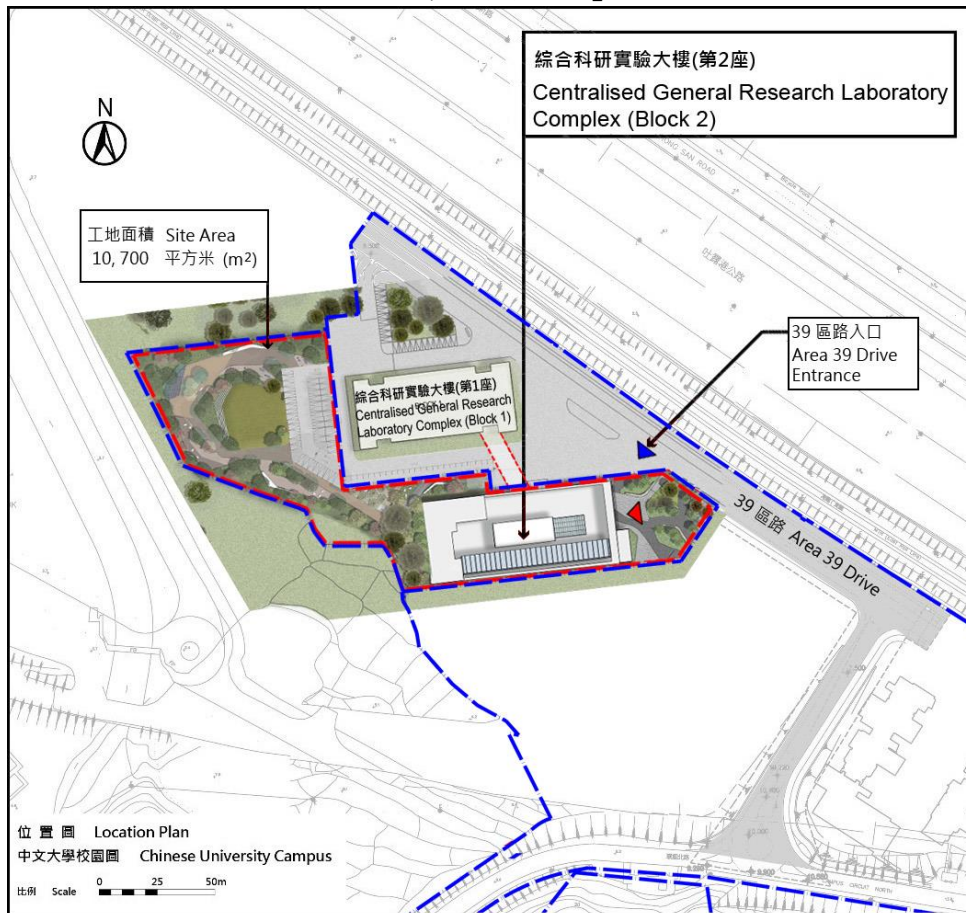 綜合科研實驗大樓(第2座)
Centralised General Research Laboratory
Complex (Block 2)
N
工地面積 Site Area
10, 700 平方米 (m²)
吐露港公路
39 區路入口
Area 39 Drive
Entrance
綜合科研實驗大樓(第1座)
Centralised General Research
Laboratory Complex (Block 1)
39 區路 Area 39 Drive
位 置 圖 Location Plan
中文大學校園圖 Chinese University Campus
比例 Scale 0 25 50m